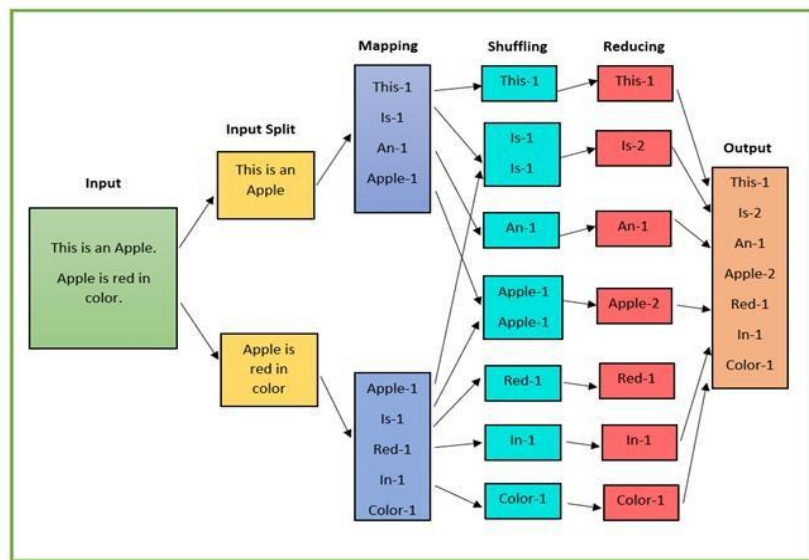 Input
This is an Apple.
Apple is red in
color.
Input Split
This is an
Apple
Apple is
red in
color
Mapping
This-1
Is-1
An-1
Apple-1
Apple-1
Is-1
Red-1
In-1
Color-1
Shuffling
This-1
Is-1
Is-1
An-1
Apple-1
Apple-1
Red-1
In-1
Color-1
Reducing
This-1
Is-2
An-1
Apple-2
Red-1
In-1
Color-1
Output
This-1
Is-2
An-1
Apple-2
Red-1
In-1
Color-1